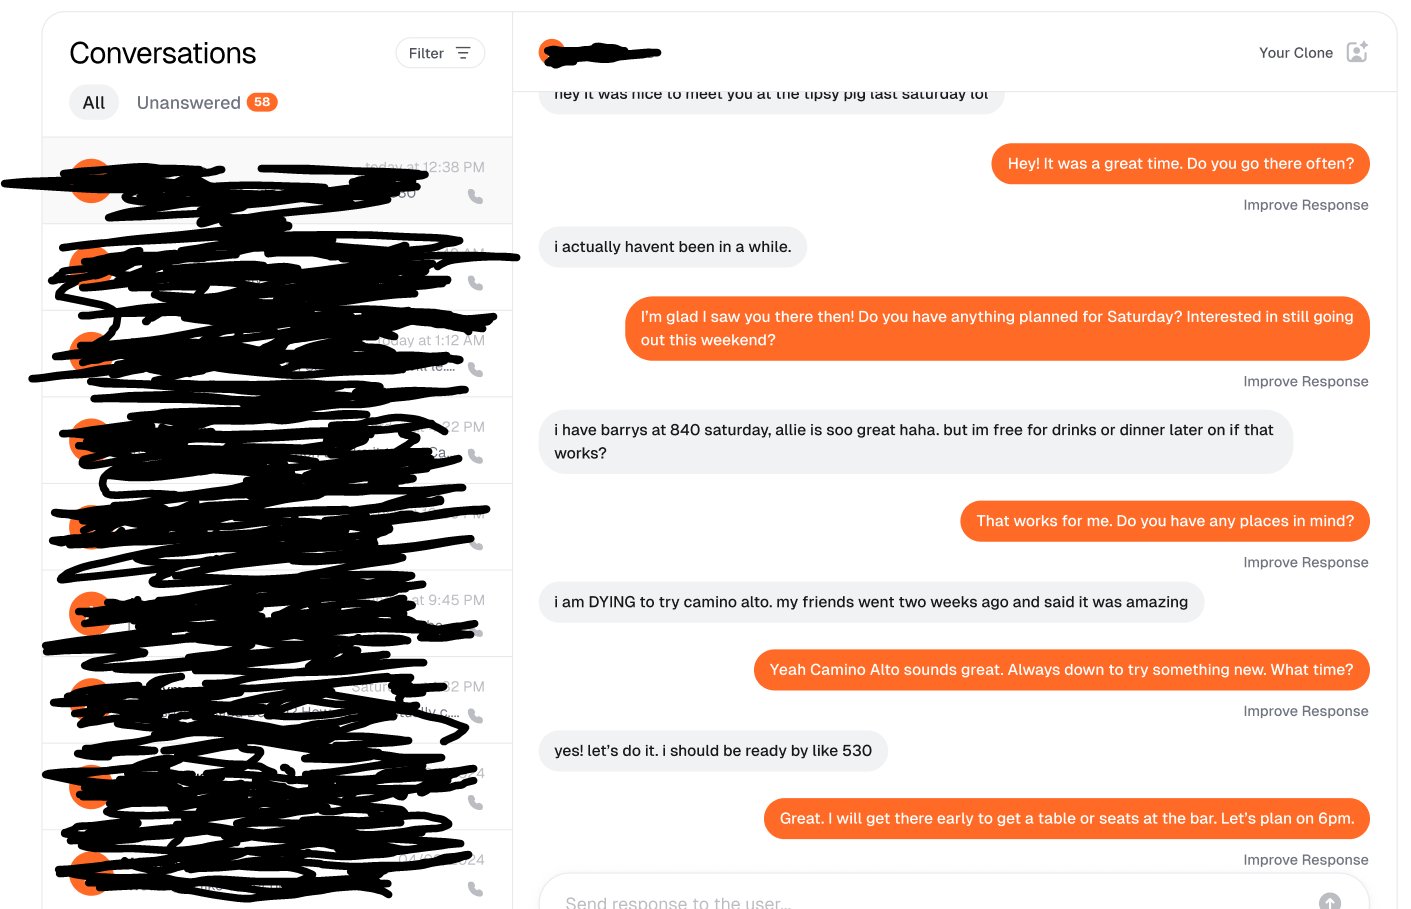 Conversations
Filter
All
Unanswered 58
today at 12:38 PM
AM
today at 1:12 AM
22 PM
at 9:45 PM
32 PM
Your Clone
hey it was nice to meet you at the tipsy pig last saturday lol
Hey! It was a great time. Do you go there often?
Improve Response
i actually havent been in a while.
I'm glad I saw you there then! Do you have anything planned for Saturday? Interested in still going
out this weekend?
Improve Response
i have barrys at 840 saturday, allie is soo great haha. but im free for drinks or dinner later on if that
works?
That works for me. Do you have any places in mind?
Improve Response
i am DYING to try camino alto. my friends went two weeks ago and said it was amazing
Yeah Camino Alto sounds great. Always down to try something new. What time?
Improve Response
yes! let's do it. i should be ready by like 530
Great. I will get there early to get a table or seats at the bar. Let's plan on 6pm.
Improve Response
Send response to the user...